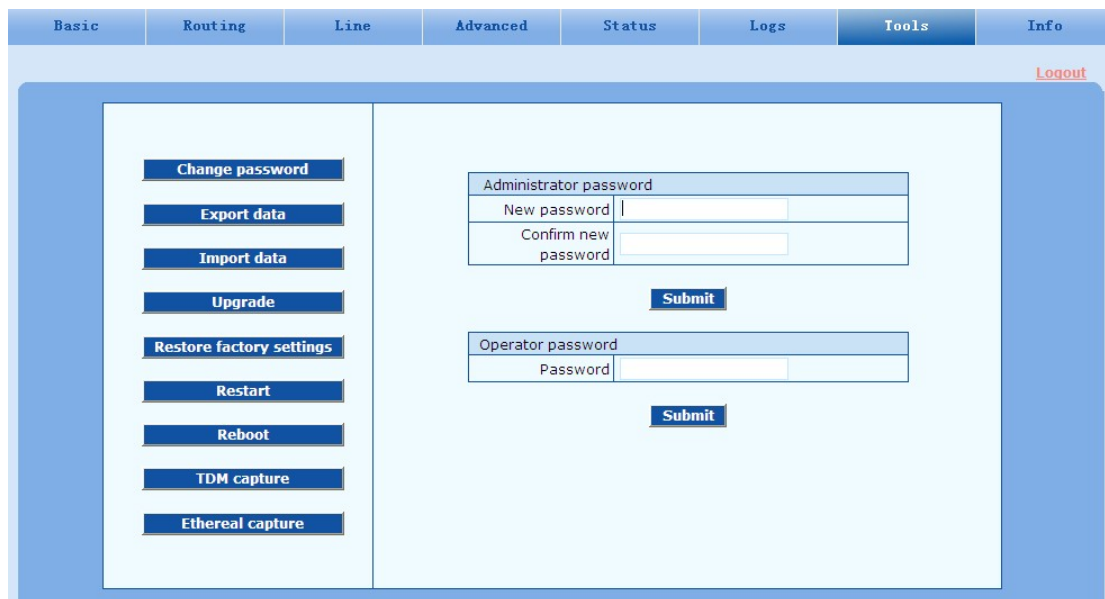 Basic Routing Line Advanced Status Logs Tools Info
Logout
Change password
Export data
Import data
Upgrade
Restore factory settings
Restart
Reboot
TDM capture
Ethereal capture
Administrator password
New password
Confirm new
password
Submit
Operator password
Password
Submit